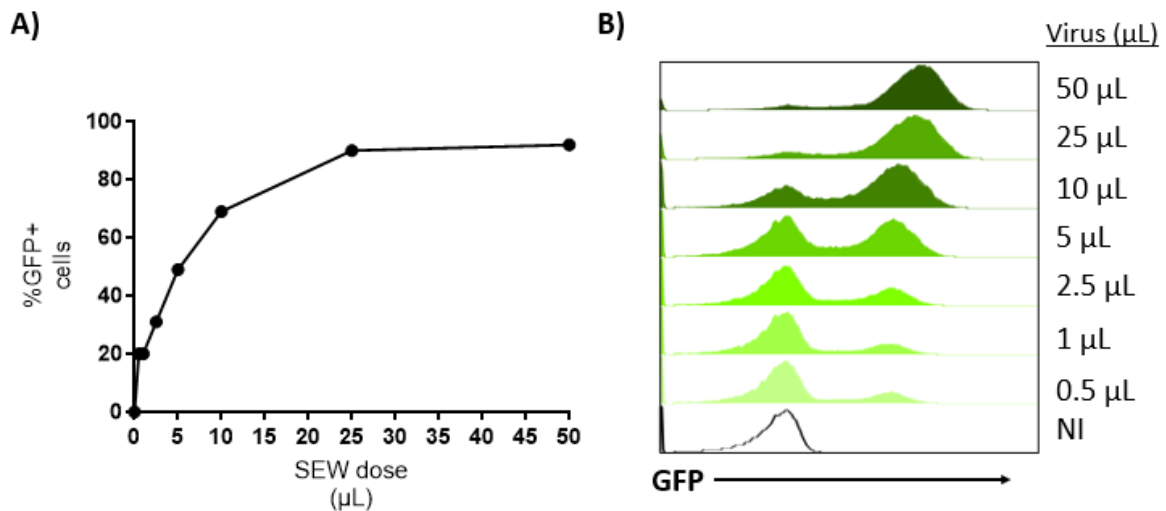 A)
100
80
60
40
20
0
%GFP+
cells
0 5 10 15 20 25 30 35 40 45 50
SEW dose
(µL)
B)
Virus (µL)
50 µL
25 µL
10 µL
5 µL
2.5 µL
1 µL
0.5 µL
NI
GFP